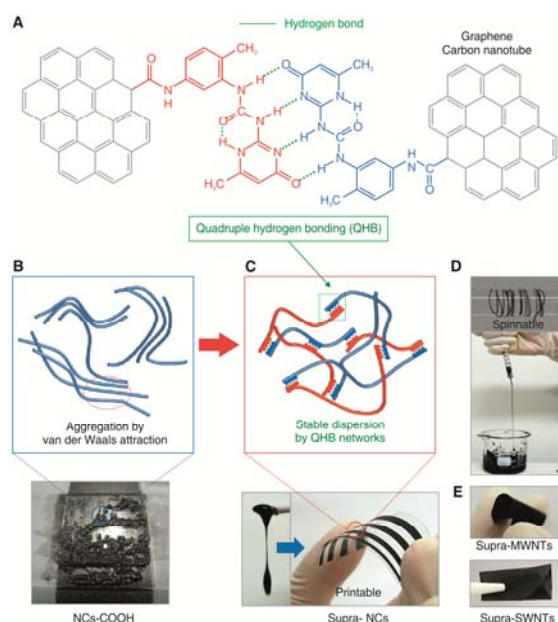 A
Hydrogen bond
Graphene
Carbon nanotube
CH₃
O
N
H
N
H
O
CH₃
O
N
H
N
H
N
N
H
O
N
H
N
N
H
N
O
H₃C
O
H
N
H₃C
H
N
C
O
Quadruple hydrogen bonding (QHB)
B
C
D
Aggregation by
van der Waals attraction
Stable dispersion
by QHB networks
Spinnable
E
Supra-MWNTs
Printable
NCs-COOH
Supra- NCs
Supra-SWNTs